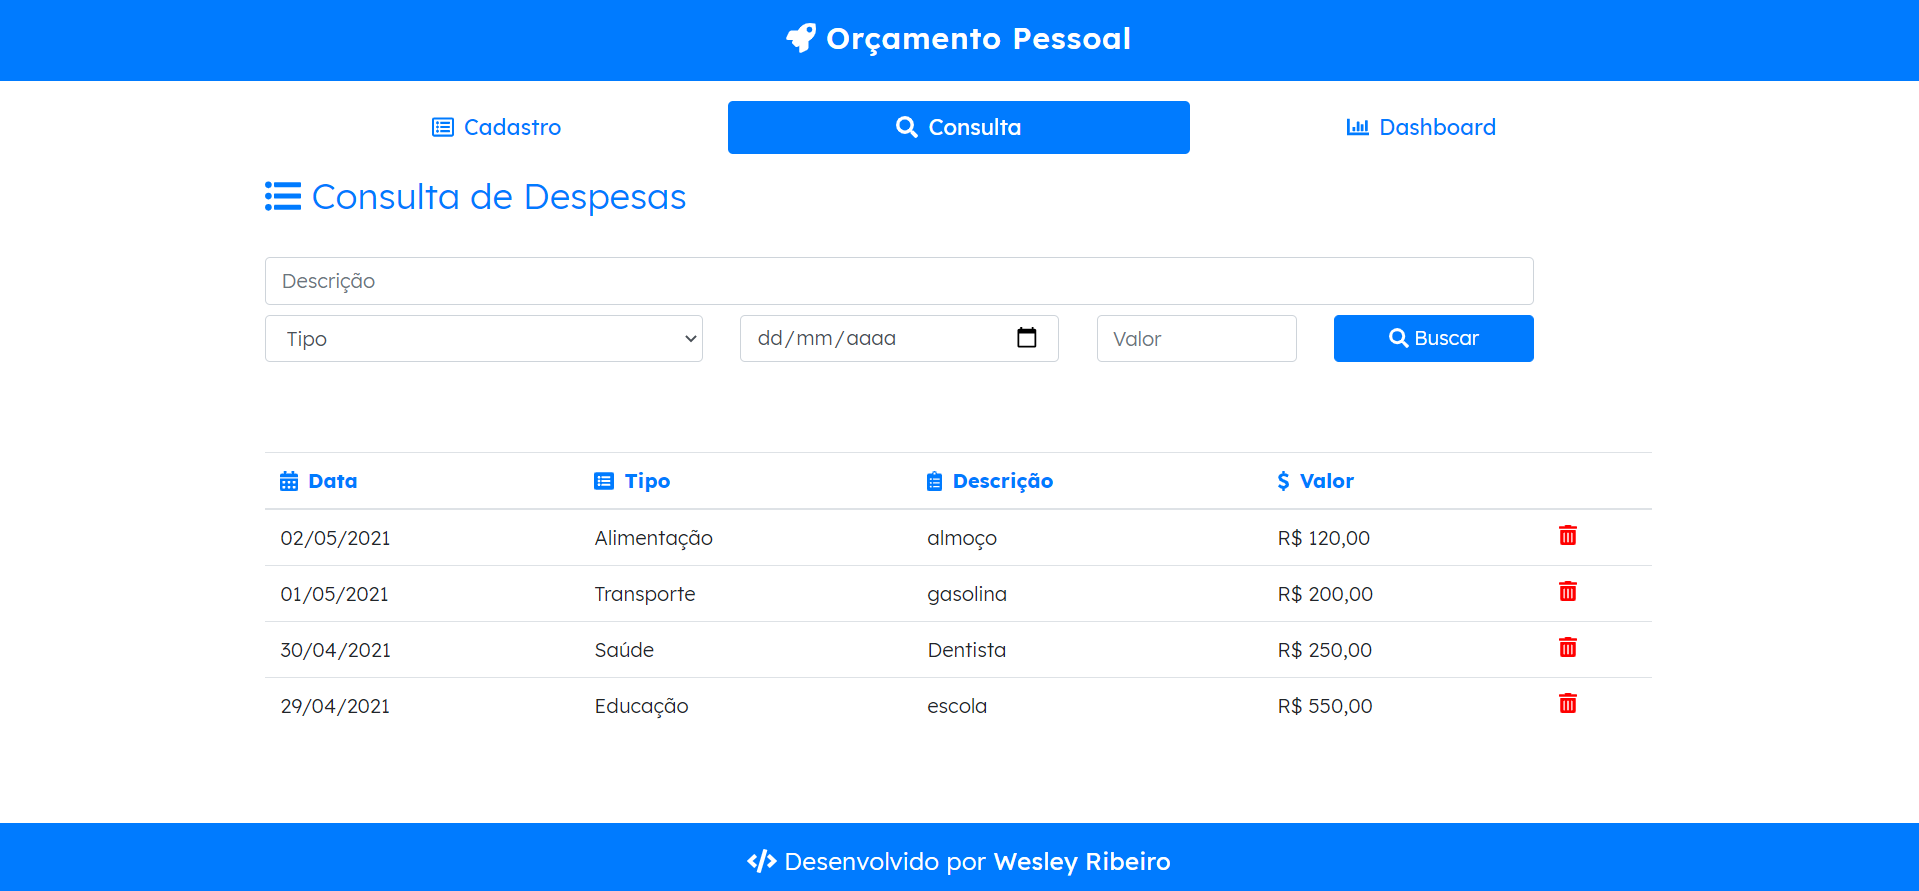 Orçamento Pessoal
Cadastro Consulta Dashboard
Consulta de Despesas
Descrição
Tipo dd/mm/aaaa Valor Buscar
Data Tipo Descrição Valor
02/05/2021 Alimentação almoço R$ 120,00
01/05/2021 Transporte gasolina R$ 200,00
30/04/2021 Saúde Dentista R$ 250,00
29/04/2021 Educação escola R$ 550,00
Desenvolvido por Wesley Ribeiro